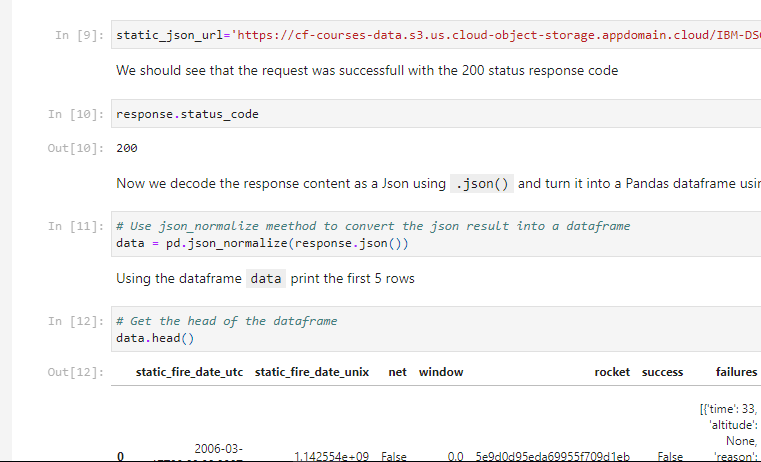 In [9]: static_json_url='https://cf-courses-data.s3.us.cloud-object-storage.appdomain.cloud/IBM-DS
We should see that the request was successfull with the 200 status response code
In [10]: response.status_code
Out[10]: 200
Now we decode the response content as a Json using .json() and turn it into a Pandas dataframe usin
In [11]: # Use json_normalize meethod to convert the json result into a dataframe
data = pd.json_normalize(response.json())
Using the dataframe data print the first 5 rows
In [12]: # Get the head of the dataframe
data.head()
Out[12]: static_fire_date_utc static_fire_date_unix net window rocket success failures
[{'time': 33,
'altitude':
None,
2006-03-
0 1.142554e+09 False 0.0 5e9d0d95eda69955f709d1eb False 'reason':